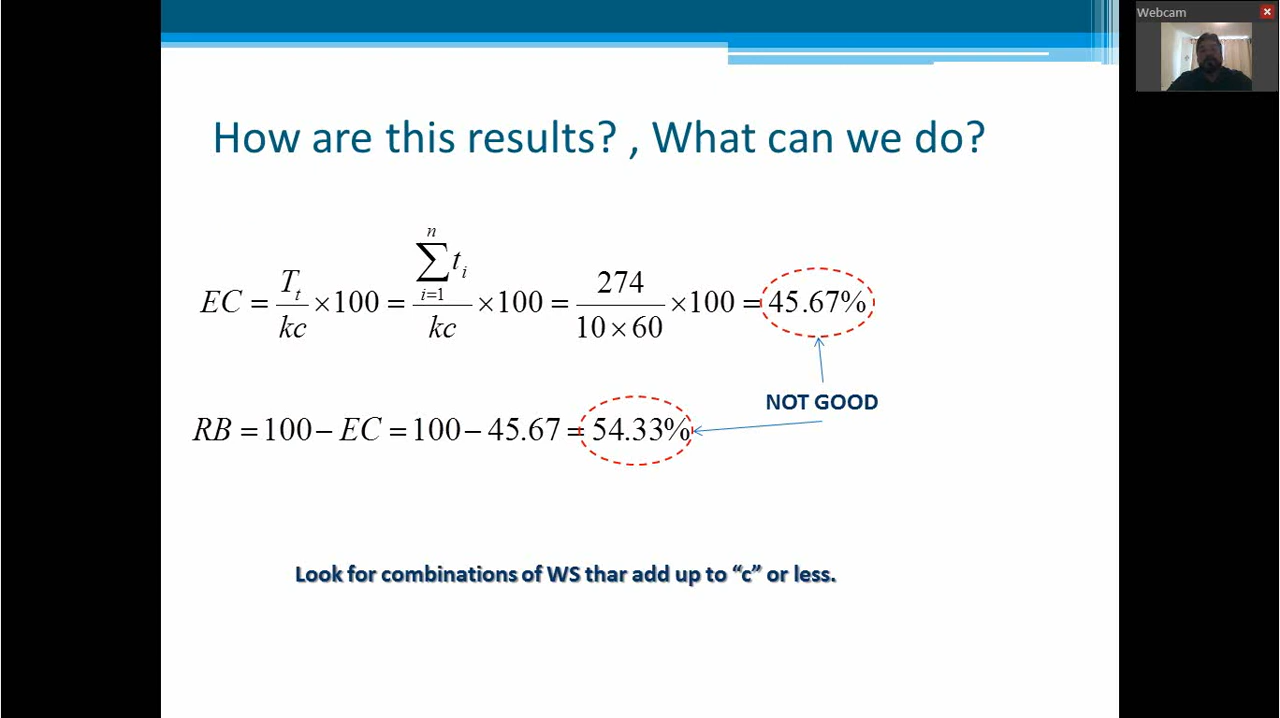 Webcam
How are this results? , What can we do?
EC = T_t / kc ×100 = ∑_{i=1}^{n} t_i / kc ×100 = 274 / 10×60 ×100 = 45.67%
NOT GOOD
RB = 100 − EC = 100 − 45.67 = 54.33%
Look for combinations of WS thar add up to “c” or less.